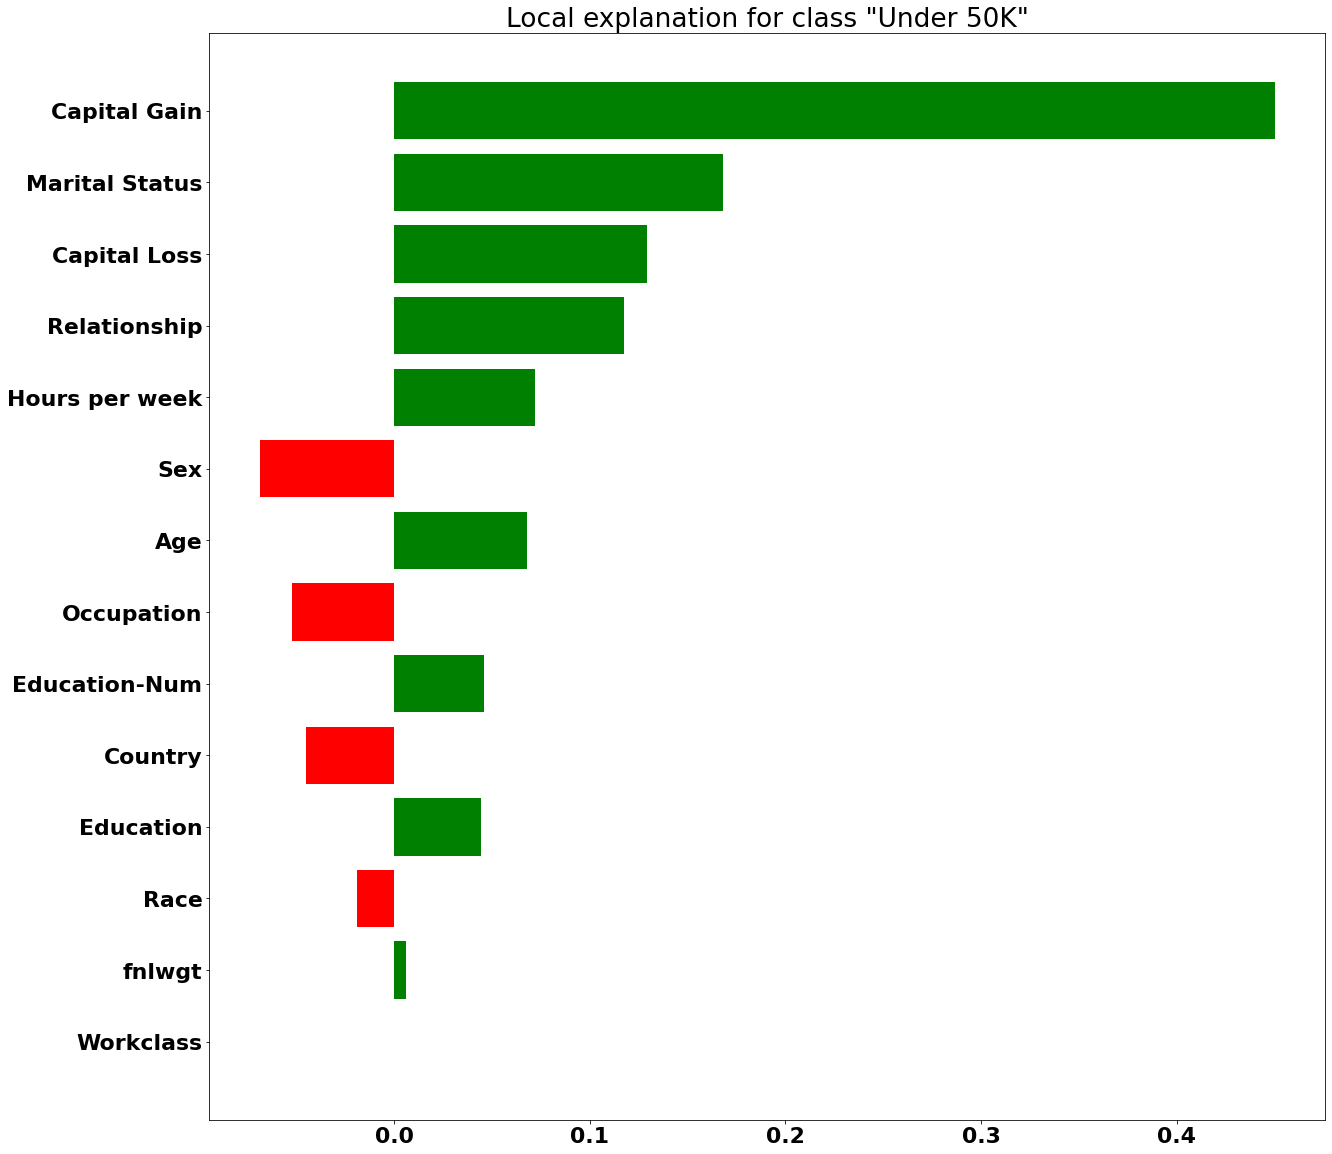 Local explanation for class "Under 50K"
Capital Gain
Marital Status
Capital Loss
Relationship
Hours per week
Sex
Age
Occupation
Education-Num
Country
Education
Race
fnlwgt
Workclass
0.0 0.1 0.2 0.3 0.4